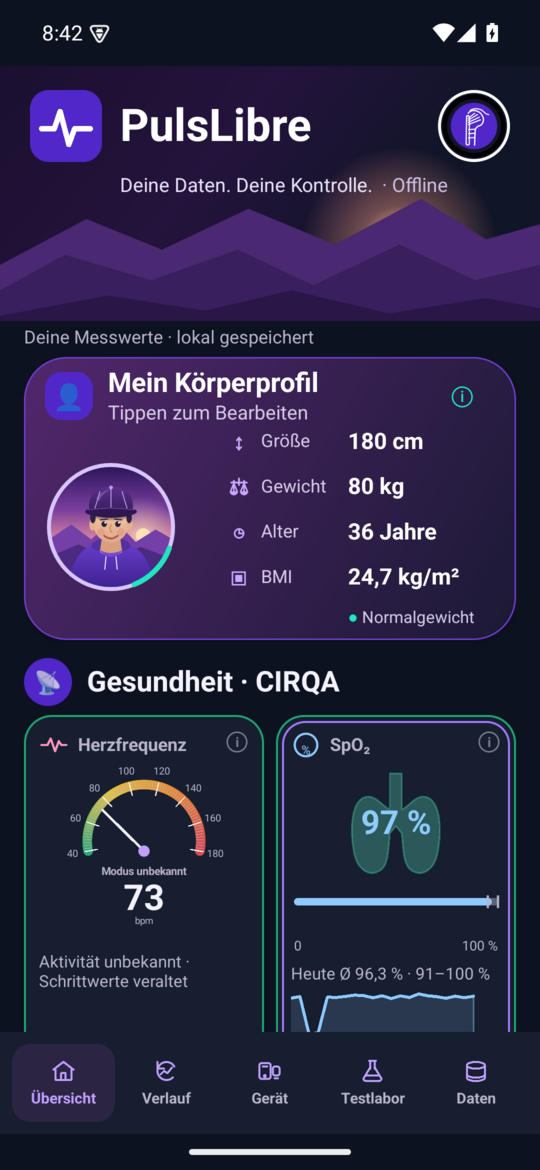 8:42
PulsLibre
Deine Daten. Deine Kontrolle. · Offline
Deine Messwerte · lokal gespeichert
Mein Körperprofil
Tippen zum Bearbeiten
Größe 180 cm
Gewicht 80 kg
Alter 36 Jahre
BMI 24,7 kg/m²
Normalgewicht
Gesundheit · CIRQA
Herzfrequenz
40 60 80 100 120 140 160 180
Modus unbekannt
73
bpm
Aktivität unbekannt ·
Schrittwerte veraltet
% SpO₂
97 %
0 100 %
Heute Ø 96,3 % · 91–100 %
Übersicht Verlauf Gerät Testlabor Daten